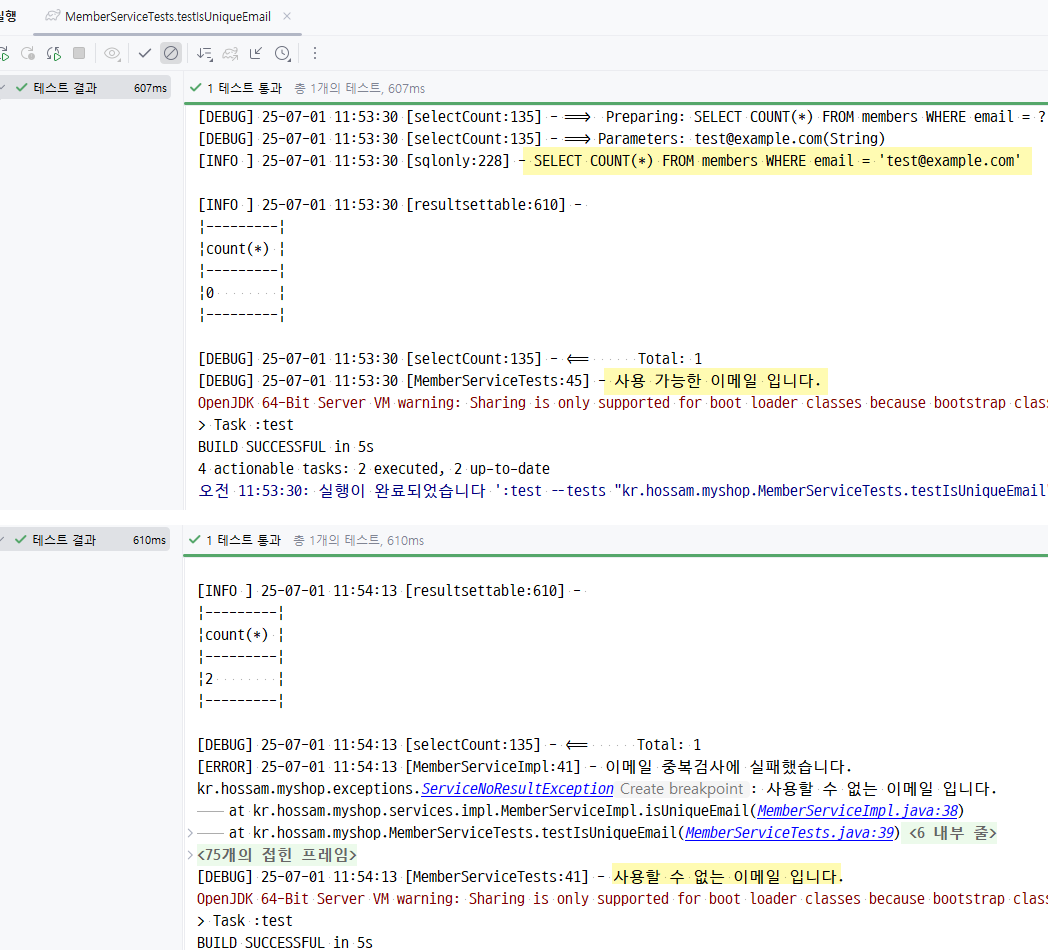 실행 MemberServiceTests.testIsUniqueEmail
테스트 결과 607ms
1 테스트 통과 총 1개의 테스트, 607ms
[DEBUG] 25-07-01 11:53:30 [selectCount:135] - ==> Preparing: SELECT COUNT(*) FROM members WHERE email = ?
[DEBUG] 25-07-01 11:53:30 [selectCount:135] - ==> Parameters: test@example.com(String)
[INFO ] 25-07-01 11:53:30 [sqlonly:228] - SELECT COUNT(*) FROM members WHERE email = 'test@example.com'
[INFO ] 25-07-01 11:53:30 [resultsettable:610] -
|---------|
|count(*) |
|---------|
|0        |
|---------|
[DEBUG] 25-07-01 11:53:30 [selectCount:135] - <==      Total: 1
[DEBUG] 25-07-01 11:53:30 [MemberServiceTests:45] - 사용 가능한 이메일 입니다.
OpenJDK 64-Bit Server VM warning: Sharing is only supported for boot loader classes because bootstrap clas
> Task :test
BUILD SUCCESSFUL in 5s
4 actionable tasks: 2 executed, 2 up-to-date
오전 11:53:30: 실행이 완료되었습니다 ':test --tests "kr.hossam.myshop.MemberServiceTests.testIsUniqueEmail"
테스트 결과 610ms
1 테스트 통과 총 1개의 테스트, 610ms
[INFO ] 25-07-01 11:54:13 [resultsettable:610] -
|---------|
|count(*) |
|---------|
|2        |
|---------|
[DEBUG] 25-07-01 11:54:13 [selectCount:135] - <==      Total: 1
[ERROR] 25-07-01 11:54:13 [MemberServiceImpl:41] - 이메일 중복검사에 실패했습니다.
kr.hossam.myshop.exceptions.ServiceNoResultException Create breakpoint : 사용할 수 없는 이메일 입니다.
at kr.hossam.myshop.services.impl.MemberServiceImpl.isUniqueEmail(MemberServiceImpl.java:38)
at kr.hossam.myshop.MemberServiceTests.testIsUniqueEmail(MemberServiceTests.java:39) <6 내부 줄>
<75개의 접힌 프레임>
[DEBUG] 25-07-01 11:54:13 [MemberServiceTests:41] - 사용할 수 없는 이메일 입니다.
OpenJDK 64-Bit Server VM warning: Sharing is only supported for boot loader classes because bootstrap clas
> Task :test
BUILD SUCCESSFUL in 5s